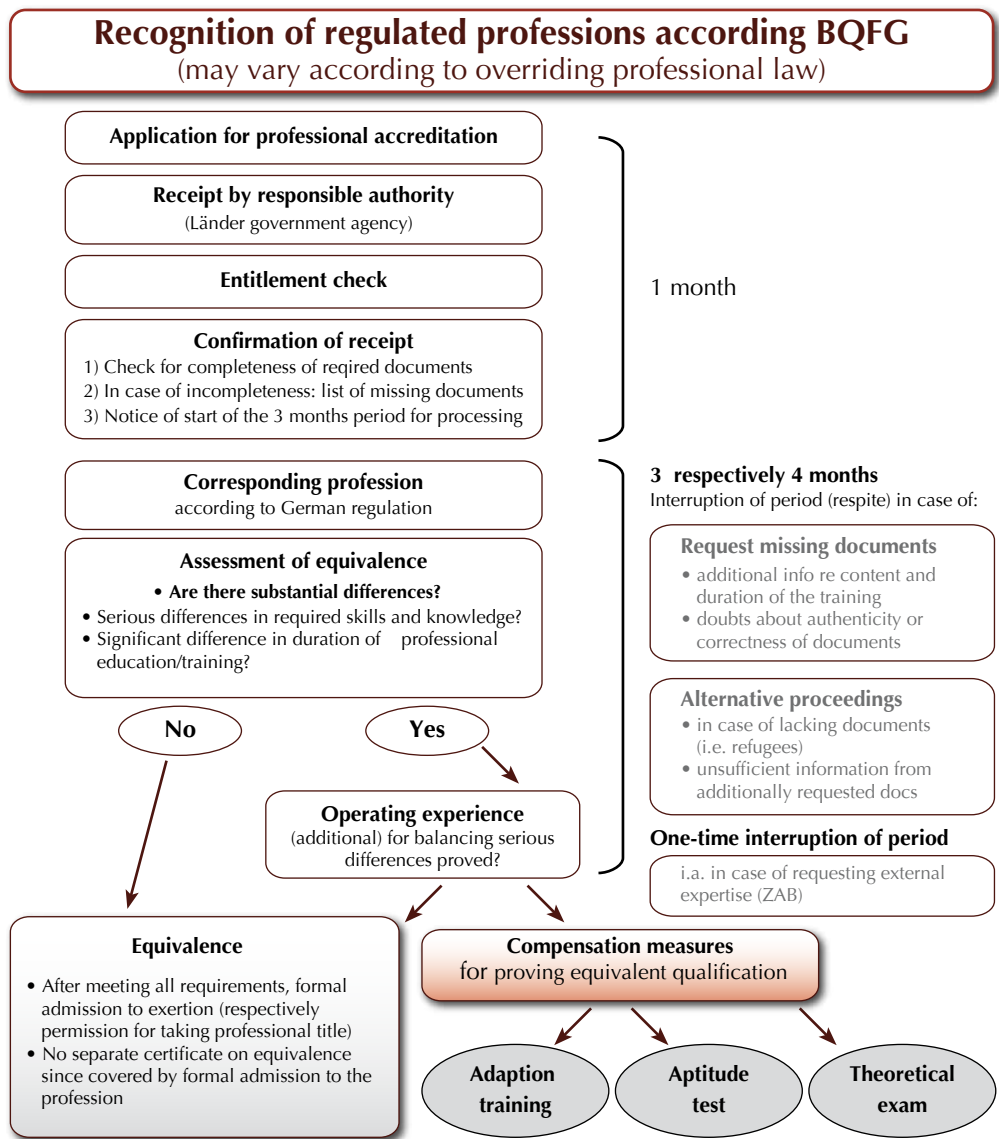 Recognition of regulated professions according BQFG
(may vary according to overriding professional law)
Application for professional accreditation
Receipt by responsible authority
(Länder government agency)
Entitlement check
Confirmation of receipt
1) Check for completeness of reqired documents
2) In case of incompleteness: list of missing documents
3) Notice of start of the 3 months period for processing
1 month
Corresponding profession
according to German regulation
Assessment of equivalence
• Are there substantial differences?
• Serious differences in required skills and knowledge?
• Significant difference in duration of professional
education/training?
No
Yes
Operating experience
(additional) for balancing serious
differences proved?
3 respectively 4 months
Interruption of period (respite) in case of:
Request missing documents
• additional info re content and
duration of the training
• doubts about authenticity or
correctness of documents
Alternative proceedings
• in case of lacking documents
(i.e. refugees)
• unsufficient information from
additionally requested docs
One-time interruption of period
i.a. in case of requesting external
expertise (ZAB)
Equivalence
• After meeting all requirements, formal
admission to exertion (respectively
permission for taking professional title)
• No separate certificate on equivalence
since covered by formal admission to the
profession
Compensation measures
for proving equivalent qualification
Adaption
training
Aptitude
test
Theoretical
exam